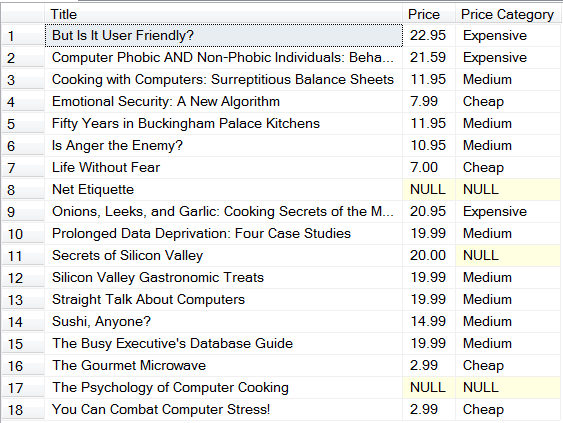 Title Price Price Category
1 But Is It User Friendly? 22.95 Expensive
2 Computer Phobic AND Non-Phobic Individuals: Beha... 21.59 Expensive
3 Cooking with Computers: Surreptitious Balance Sheets 11.95 Medium
4 Emotional Security: A New Algorithm 7.99 Cheap
5 Fifty Years in Buckingham Palace Kitchens 11.95 Medium
6 Is Anger the Enemy? 10.95 Medium
7 Life Without Fear 7.00 Cheap
8 Net Etiquette NULL NULL
9 Onions, Leeks, and Garlic: Cooking Secrets of the M... 20.95 Expensive
10 Prolonged Data Deprivation: Four Case Studies 19.99 Medium
11 Secrets of Silicon Valley 20.00 NULL
12 Silicon Valley Gastronomic Treats 19.99 Medium
13 Straight Talk About Computers 19.99 Medium
14 Sushi, Anyone? 14.99 Medium
15 The Busy Executive's Database Guide 19.99 Medium
16 The Gourmet Microwave 2.99 Cheap
17 The Psychology of Computer Cooking NULL NULL
18 You Can Combat Computer Stress! 2.99 Cheap